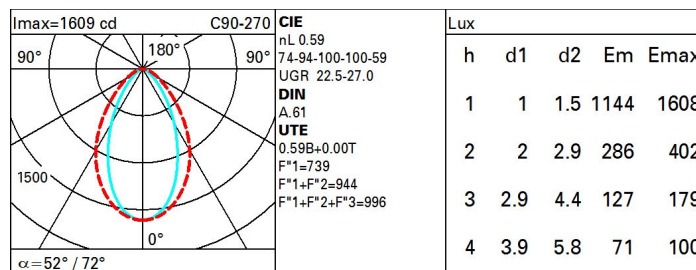 Imax=1609 cd C90-270
90° 180° 90°
1500
0°
α=52° / 72°
CIE
nL 0.59
74-94-100-100-59
UGR 22.5-27.0
DIN
A.61
UTE
0.59B+0.00T
F"1=739
F"1+F"2=944
F"1+F"2+F"3=996
Lux
h d1 d2 Em Emax
1 1 1.5 1144 1608
2 2 2.9 286 402
3 2.9 4.4 127 179
4 3.9 5.8 71 100